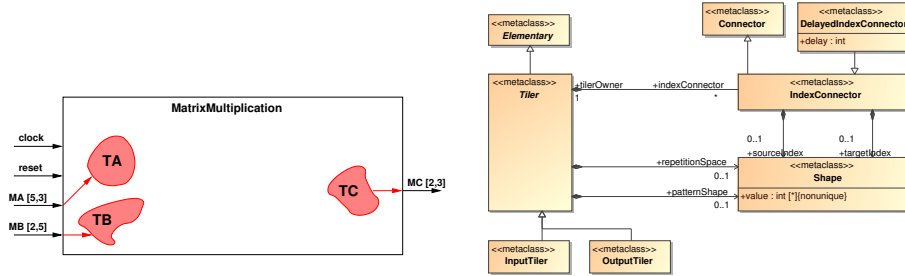 MatrixMultiplication
clock
reset
MA [5,3]
MB [2,5]
TA
TB
TC
MC [2,3]
<<metaclass>>
Elementary
<<metaclass>>
Connector
<<metaclass>>
DelayedIndexConnector
+delay : int
<<metaclass>>
Tiler
+tilerOwner
1
+indexConnector
*
<<metaclass>>
IndexConnector
0..1
+sourceIndex
0..1
+targetIndex
+repetitionSpace
0..1
+patternShape
0..1
<<metaclass>>
Shape
+value : int [*]{nonunique}
<<metaclass>>
InputTiler
<<metaclass>>
OutputTiler